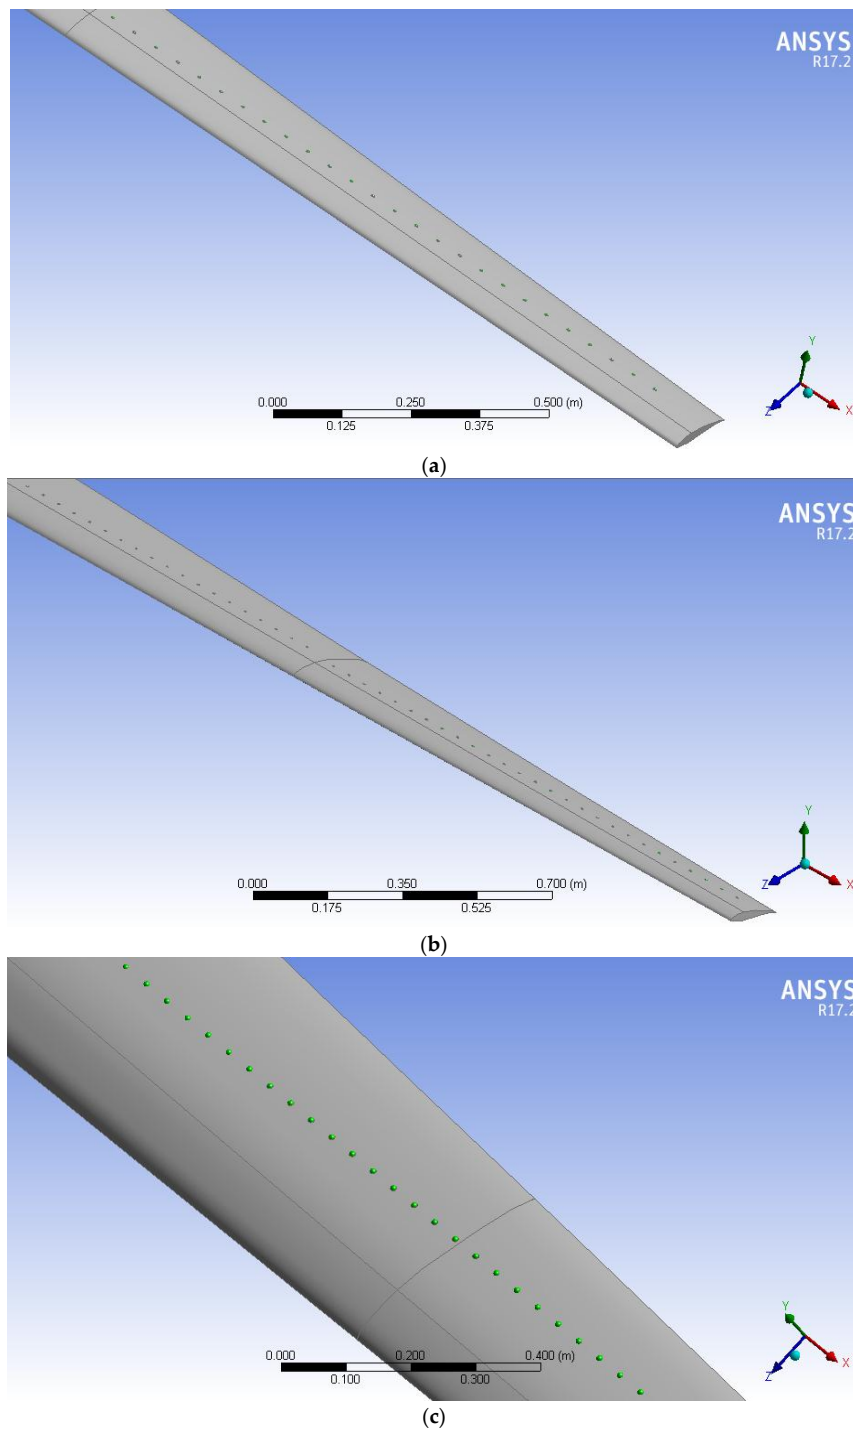 ANSYS
R17.2
Y
Z
X
0.000 0.250 0.500 (m)
0.125 0.375
(a)
ANSYS
R17.2
Y
Z
X
0.000 0.350 0.700 (m)
0.175 0.525
(b)
ANSYS
R17.2
Y
Z
X
0.000 0.200 0.400 (m)
0.100 0.300
(c)